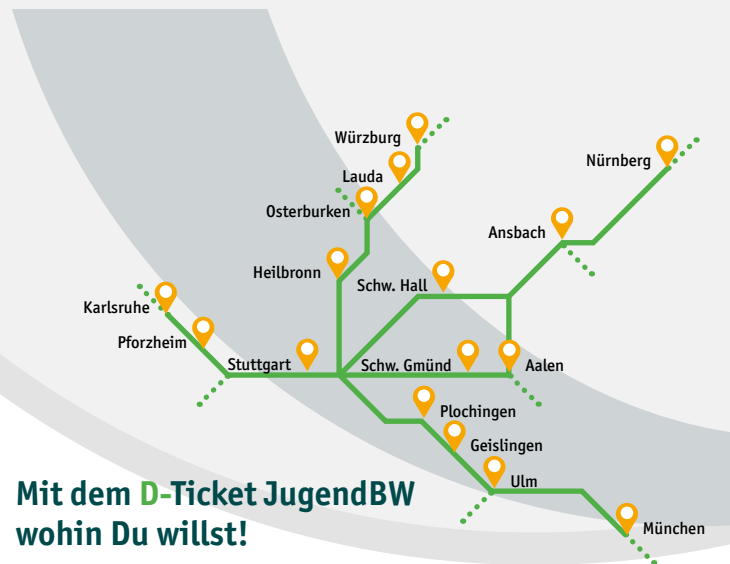 Würzburg
Nürnberg
Lauda
Osterburken
Ansbach
Heilbronn
Schw. Hall
Karlsruhe
Pforzheim
Stuttgart
Schw. Gmünd
Aalen
Plochingen
Geislingen
Ulm
München
Mit dem D-Ticket JugendBW
wohin Du willst!